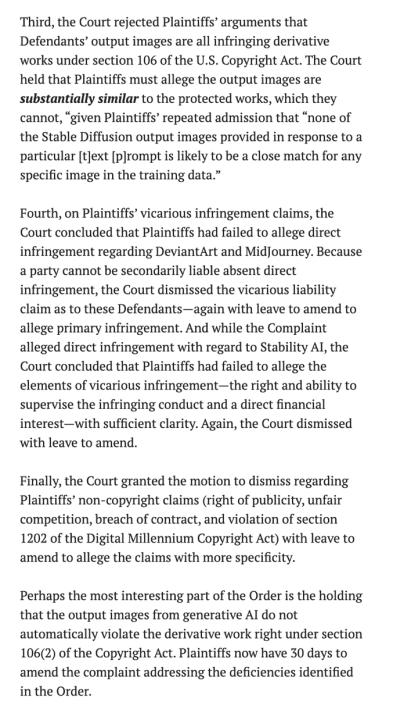 Third, the Court rejected Plaintiffs' arguments that
Defendants' output images are all infringing derivative
works under section 106 of the U.S. Copyright Act. The Court
held that Plaintiffs must allege the output images are
substantially similar to the protected works, which they
cannot, “given Plaintiffs' repeated admission that “none of
the Stable Diffusion output images provided in response to a
particular [t]ext [p]rompt is likely to be a close match for any
specific image in the training data.”
Fourth, on Plaintiffs' vicarious infringement claims, the
Court concluded that Plaintiffs had failed to allege direct
infringement regarding DeviantArt and MidJourney. Because
a party cannot be secondarily liable absent direct
infringement, the Court dismissed the vicarious liability
claim as to these Defendants—again with leave to amend to
allege primary infringement. And while the Complaint
alleged direct infringement with regard to Stability AI, the
Court concluded that Plaintiffs had failed to allege the
elements of vicarious infringement—the right and ability to
supervise the infringing conduct and a direct financial
interest—with sufficient clarity. Again, the Court dismissed
with leave to amend.
Finally, the Court granted the motion to dismiss regarding
Plaintiffs' non-copyright claims (right of publicity, unfair
competition, breach of contract, and violation of section
1202 of the Digital Millennium Copyright Act) with leave to
amend to allege the claims with more specificity.
Perhaps the most interesting part of the Order is the holding
that the output images from generative AI do not
automatically violate the derivative work right under section
106(2) of the Copyright Act. Plaintiffs now have 30 days to
amend the complaint addressing the deficiencies identified
in the Order.